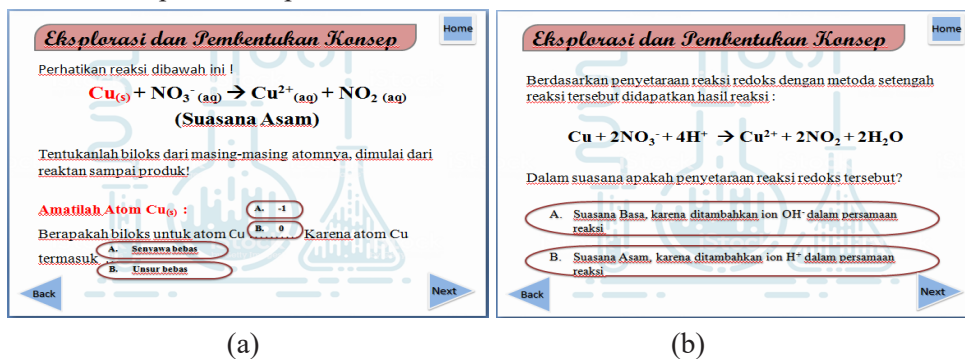 Eksplorasi dan Pembentukan Konsep
Home
Perhatikan reaksi dibawah ini !
Cu(s) + NO₃⁻ (aq) → Cu²⁺(aq) + NO₂ (aq)
(Suasana Asam)
Tentukanlah biloks dari masing-masing atomnya, dimulai dari
reaktan sampai produk!
Amatilah Atom Cu(s) :
A. -1
B. 0
Berapakah biloks untuk atom Cu ........ Karena atom Cu
termasuk ..
A. Senyawa bebas
B. Unsur bebas
Back
Next
(a)
Eksplorasi dan Pembentukan Konsep
Home
Berdasarkan penyetaraan reaksi redoks dengan metoda setengah
reaksi tersebut didapatkan hasil reaksi :
Cu + 2NO₃⁻ + 4H⁺ → Cu²⁺ + 2NO₂ + 2H₂O
Dalam suasana apakah penyetaraan reaksi redoks tersebut?
A. Suasana Basa, karena ditambahkan ion OH⁻ dalam persamaan
reaksi
B. Suasana Asam, karena ditambahkan ion H⁺ dalam persamaan
reaksi
Back
Next
(b)